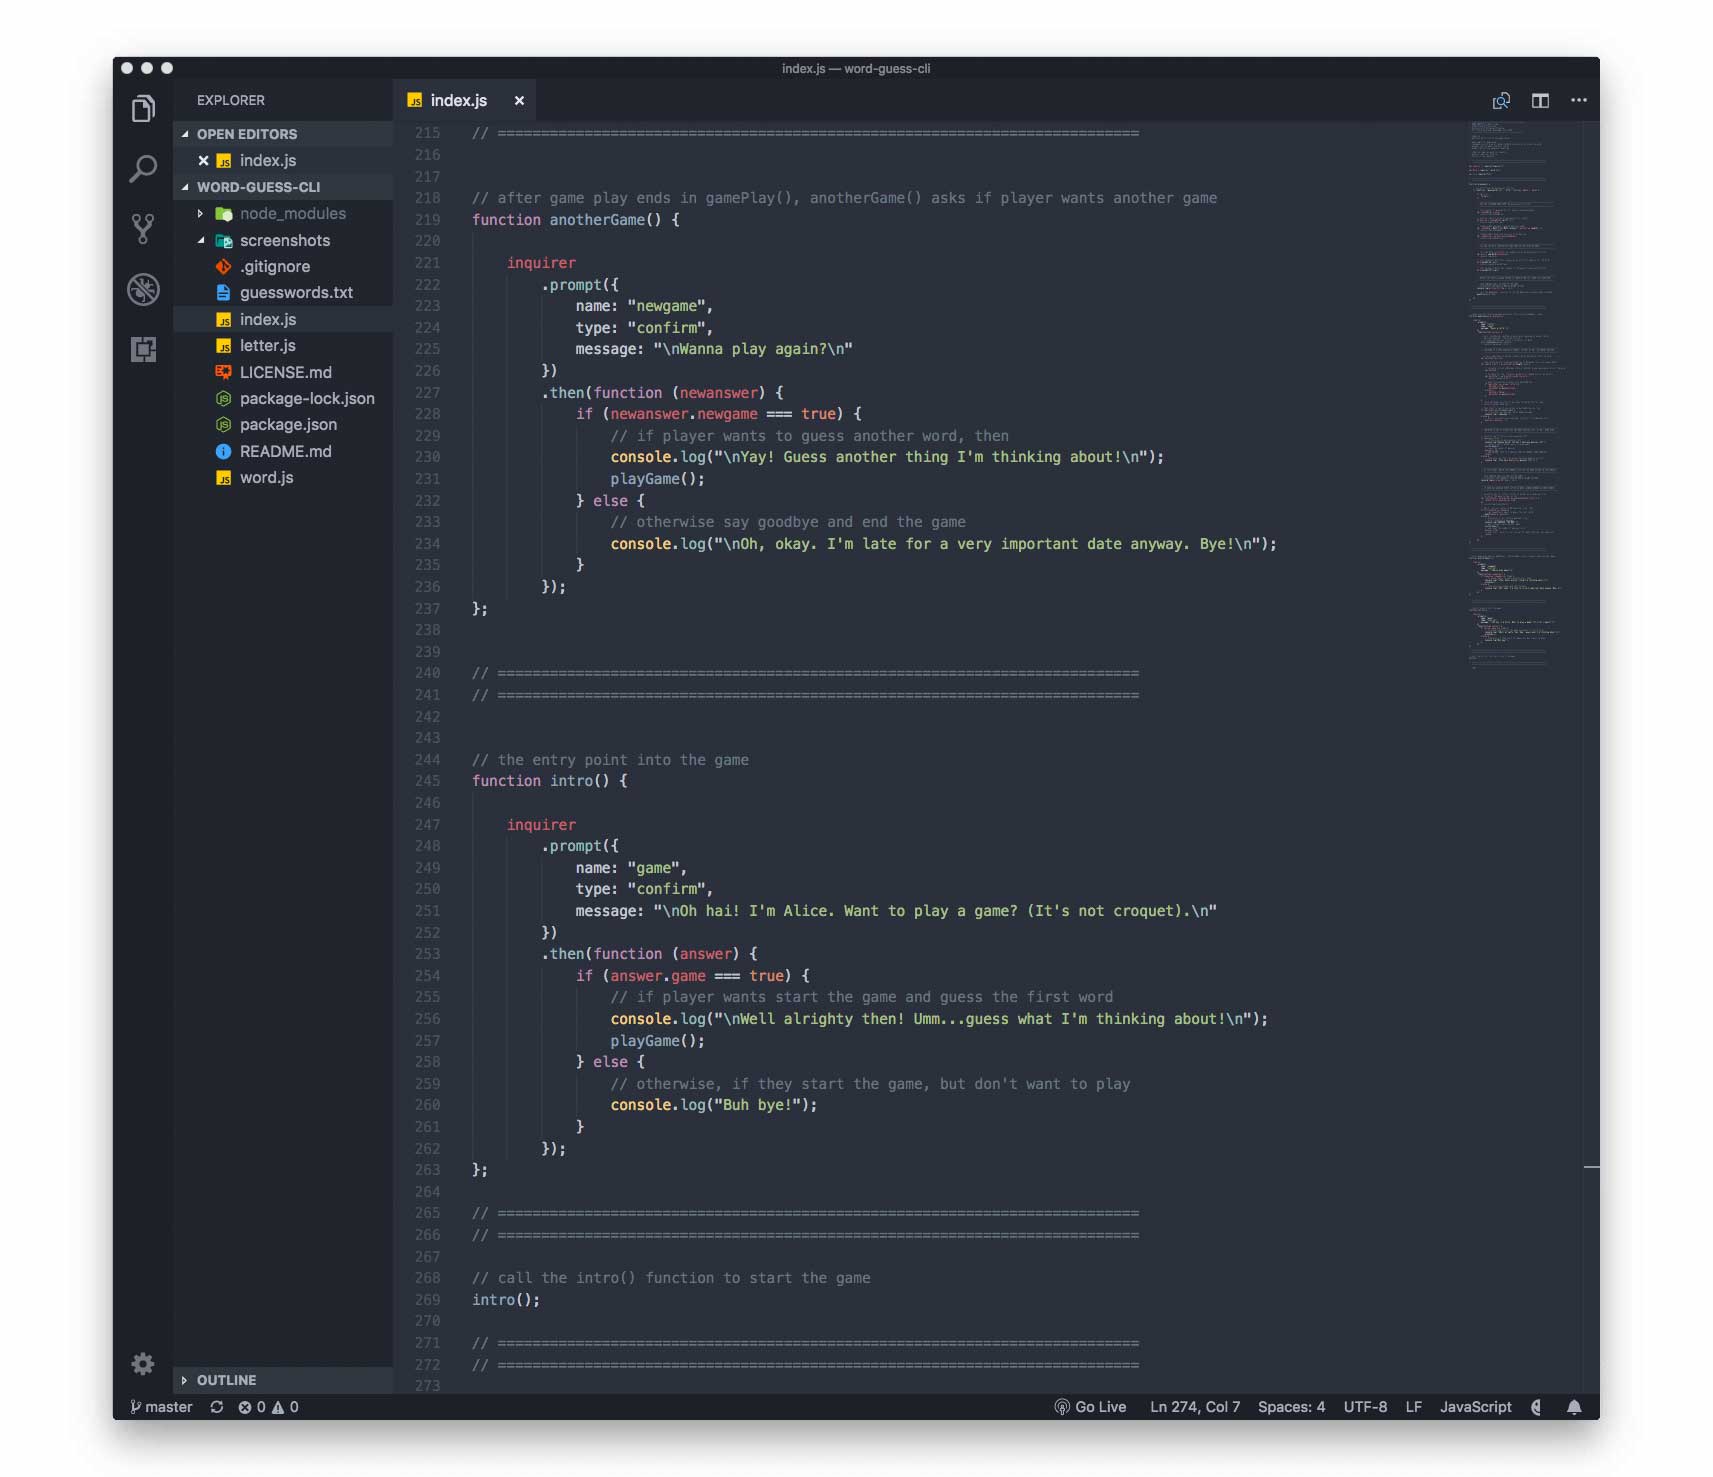 index.js — word-guess-cli
EXPLORER
OPEN EDITORS
index.js
WORD-GUESS-CLI
node_modules
screenshots
.gitignore
guesswords.txt
index.js
letter.js
LICENSE.md
package-lock.json
package.json
README.md
word.js
OUTLINE
index.js
215 // ==========================================================================
216
217
218 // after game play ends in gamePlay(), anotherGame() asks if player wants another game
219 function anotherGame() {
220
221     inquirer
222         .prompt({
223             name: "newgame",
224             type: "confirm",
225             message: "\nWanna play again?\n"
226         })
227         .then(function (newanswer) {
228             if (newanswer.newgame === true) {
229                 // if player wants to guess another word, then
230                 console.log("\nYay! Guess another thing I'm thinking about!\n");
231                 playGame();
232             } else {
233                 // otherwise say goodbye and end the game
234                 console.log("\nOh, okay. I'm late for a very important date anyway. Bye!\n");
235             }
236         });
237 };
238
239
240 // ==========================================================================
241 // ==========================================================================
242
243
244 // the entry point into the game
245 function intro() {
246
247     inquirer
248         .prompt({
249             name: "game",
250             type: "confirm",
251             message: "\nOh hai! I'm Alice. Want to play a game? (It's not croquet).\n"
252         })
253         .then(function (answer) {
254             if (answer.game === true) {
255                 // if player wants start the game and guess the first word
256                 console.log("\nWell alrighty then! Umm...guess what I'm thinking about!\n");
257                 playGame();
258             } else {
259                 // otherwise, if they start the game, but don't want to play
260                 console.log("Buh bye!");
261             }
262         });
263 };
264
265 // ==========================================================================
266 // ==========================================================================
267
268 // call the intro() function to start the game
269 intro();
270
271 // ==========================================================================
272 // ==========================================================================
273
master 0 0 Go Live Ln 274, Col 7 Spaces: 4 UTF-8 LF JavaScript